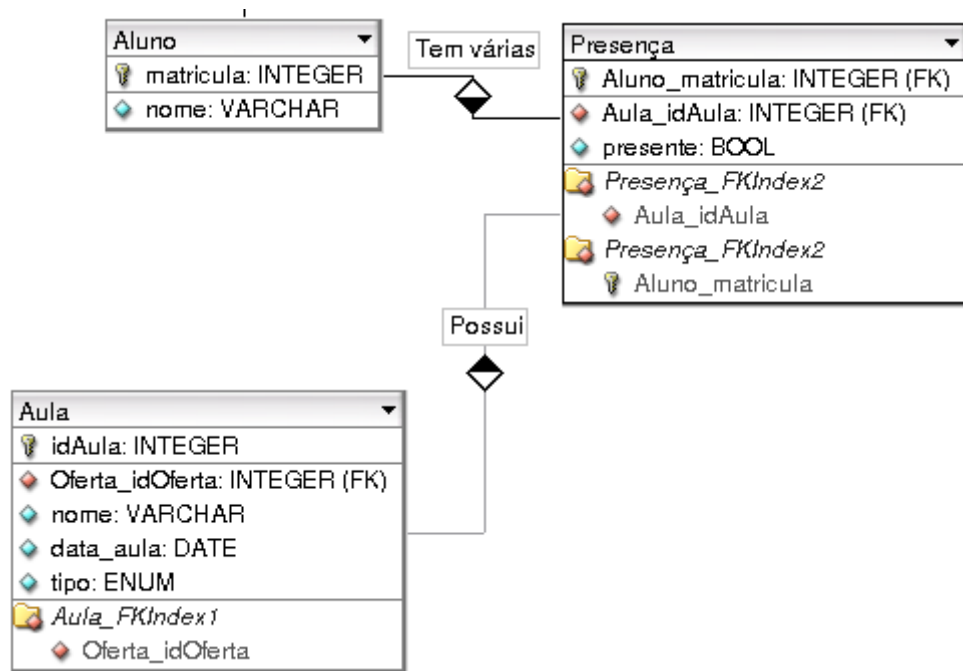 Aluno
matricula: INTEGER
nome: VARCHAR
Tem várias
Presença
Aluno_matricula: INTEGER (FK)
Aula_idAula: INTEGER (FK)
presente: BOOL
Presença_FKIndex2
Aula_idAula
Presença_FKIndex2
Aluno_matricula
Possui
Aula
idAula: INTEGER
Oferta_idOferta: INTEGER (FK)
nome: VARCHAR
data_aula: DATE
tipo: ENUM
Aula_FKIndex1
Oferta_idOferta